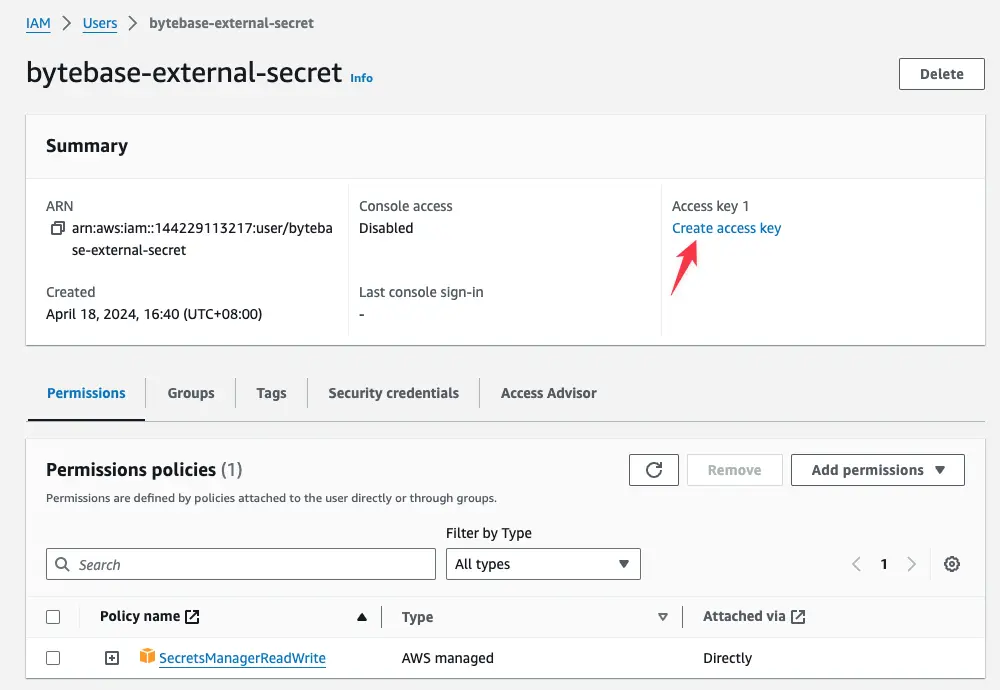 IAM > Users > bytebase-external-secret
bytebase-external-secret Info
Delete
Summary
ARN
arn:aws:iam::144229113217:user/byteba
se-external-secret
Created
April 18, 2024, 16:40 (UTC+08:00)
Console access
Disabled
Last console sign-in
-
Access key 1
Create access key
Permissions
Groups
Tags
Security credentials
Access Advisor
Permissions policies (1)
Remove
Add permissions
Permissions are defined by policies attached to the user directly or through groups.
Filter by Type
Search
All types
1
Policy name
Type
Attached via
SecretsManagerReadWrite
AWS managed
Directly